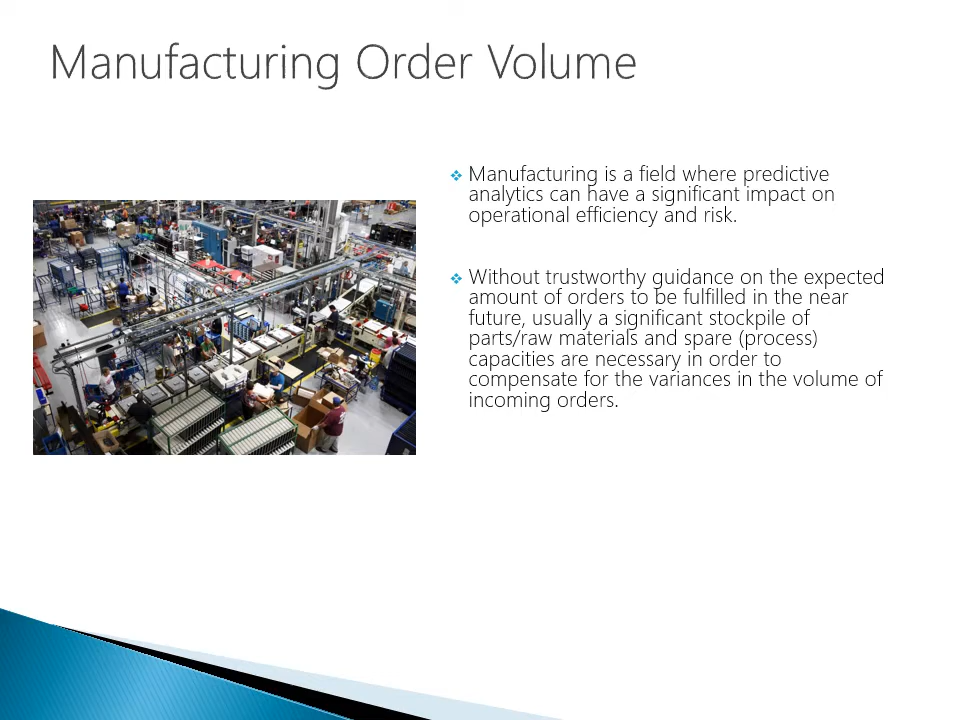 Manufacturing Order Volume
Manufacturing is a field where predictive
analytics can have a significant impact on
operational efficiency and risk.
Without trustworthy guidance on the expected
amount of orders to be fulfilled in the near
future, usually a significant stockpile of
parts/raw materials and spare (process)
capacities are necessary in order to
compensate for the variances in the volume of
incoming orders.